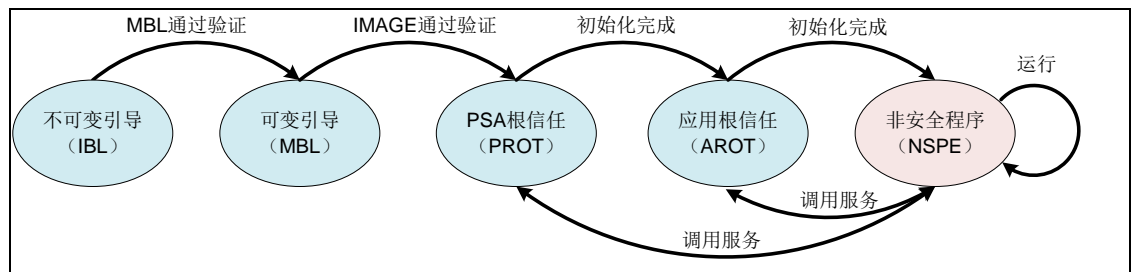 MBL通过验证
IMAGE通过验证
初始化完成
初始化完成
运行
不可变引导
（IBL）
可变引导
（MBL）
PSA根信任
（PROT）
应用根信任
（AROT）
非安全程序
（NSPE）
调用服务
调用服务